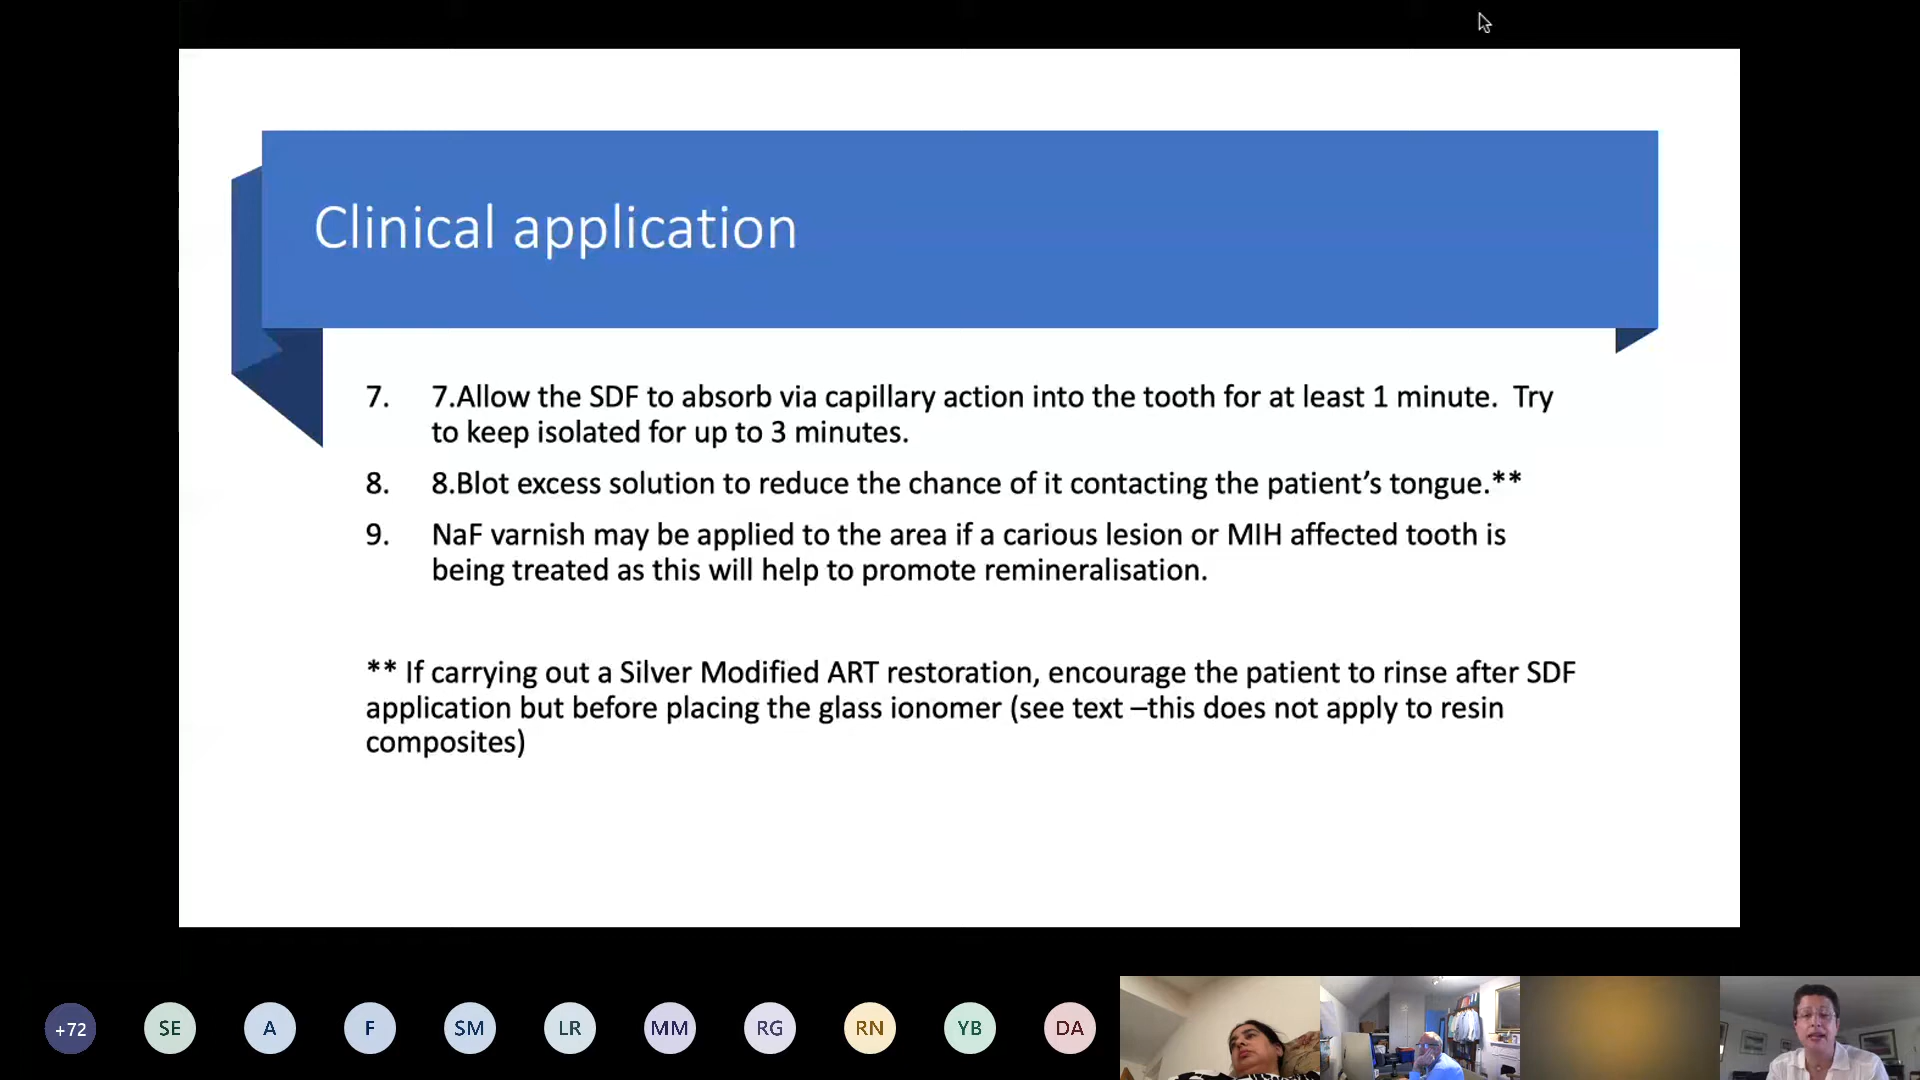 Clinical application
7. 7.Allow the SDF to absorb via capillary action into the tooth for at least 1 minute.  Try
to keep isolated for up to 3 minutes.
8. 8.Blot excess solution to reduce the chance of it contacting the patient’s tongue.**
9. NaF varnish may be applied to the area if a carious lesion or MIH affected tooth is
being treated as this will help to promote remineralisation.
** If carrying out a Silver Modified ART restoration, encourage the patient to rinse after SDF
application but before placing the glass ionomer (see text –this does not apply to resin
composites)
+72 SE A F SM LR MM RG RN YB DA